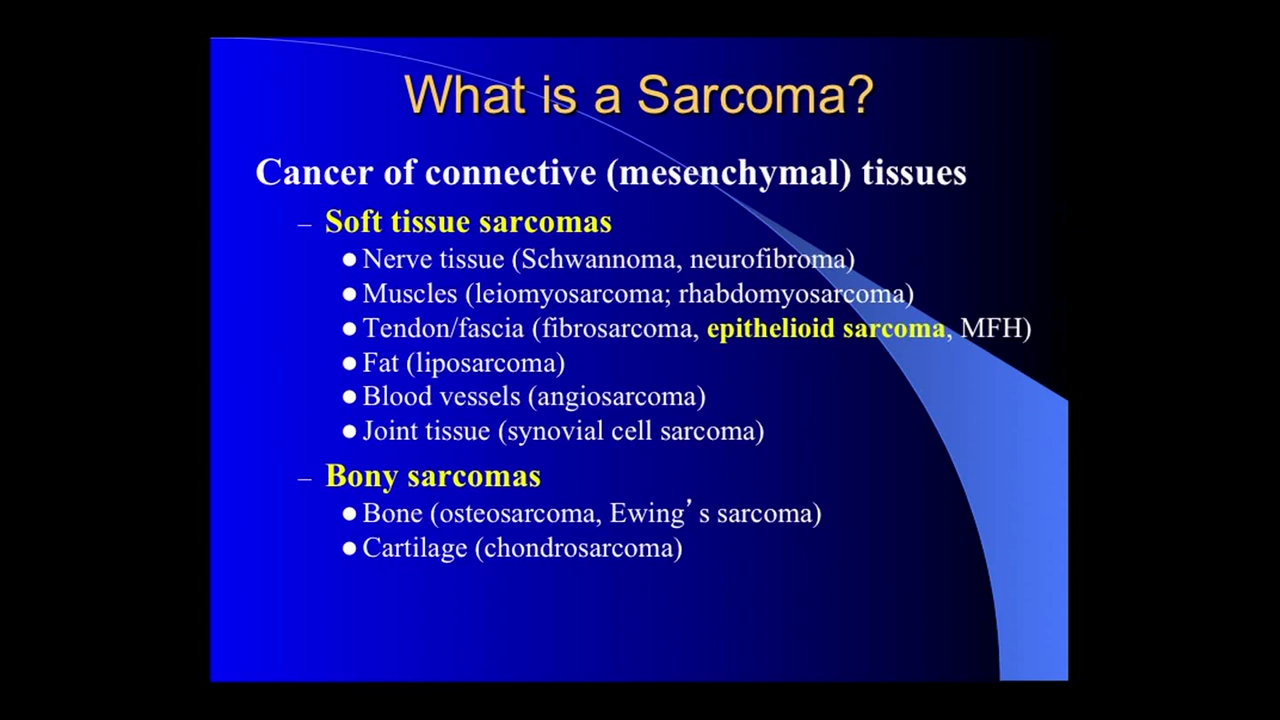 What is a Sarcoma?
Cancer of connective (mesenchymal) tissues
– Soft tissue sarcomas
● Nerve tissue (Schwannoma, neurofibroma)
● Muscles (leiomyosarcoma; rhabdomyosarcoma)
● Tendon/fascia (fibrosarcoma, epithelioid sarcoma, MFH)
● Fat (liposarcoma)
● Blood vessels (angiosarcoma)
● Joint tissue (synovial cell sarcoma)
– Bony sarcomas
● Bone (osteosarcoma, Ewing’s sarcoma)
● Cartilage (chondrosarcoma)